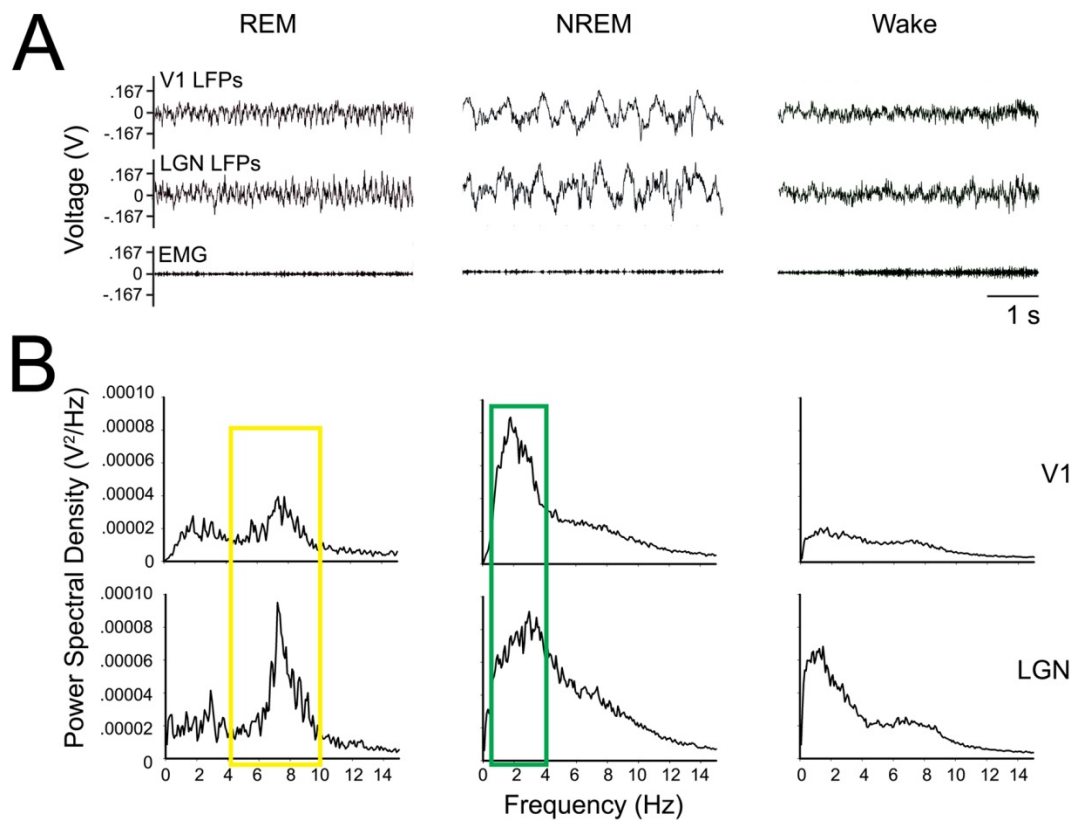 A
REM NREM Wake
V1 LFPs
.167
0
-.167
LGN LFPs
.167
0
-.167
EMG
.167
0
-.167
Voltage (V)
1 s
B
Power Spectral Density (V²/Hz)
.00010
.00008
.00006
.00004
.00002
0
V1
.00010
.00008
.00006
.00004
.00002
0
LGN
0 2 4 6 8 10 12 14 0 2 4 6 8 10 12 14 0 2 4 6 8 10 12 14
Frequency (Hz)